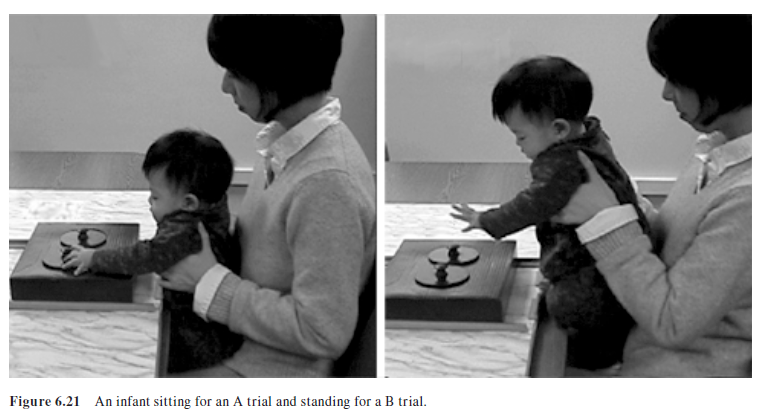 Figure 6.21 An infant sitting for an A trial and standing for a B trial.